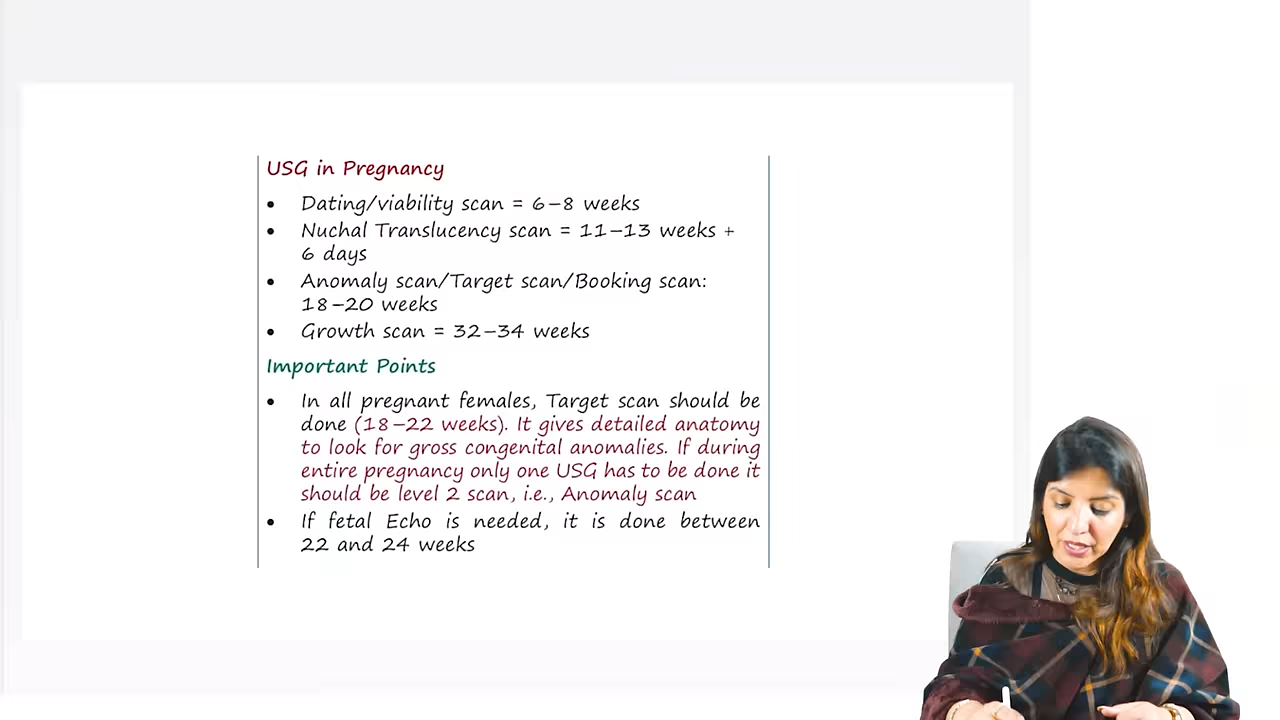 USG in Pregnancy
• Dating/viability scan = 6–8 weeks
• Nuchal Translucency scan = 11–13 weeks +
6 days
• Anomaly scan/Target scan/Booking scan:
18–20 weeks
• Growth scan = 32–34 weeks
Important Points
• In all pregnant females, Target scan should be
done (18–22 weeks). It gives detailed anatomy
to look for gross congenital anomalies. If during
entire pregnancy only one USG has to be done it
should be level 2 scan, i.e., Anomaly scan
• If fetal Echo is needed, it is done between
22 and 24 weeks